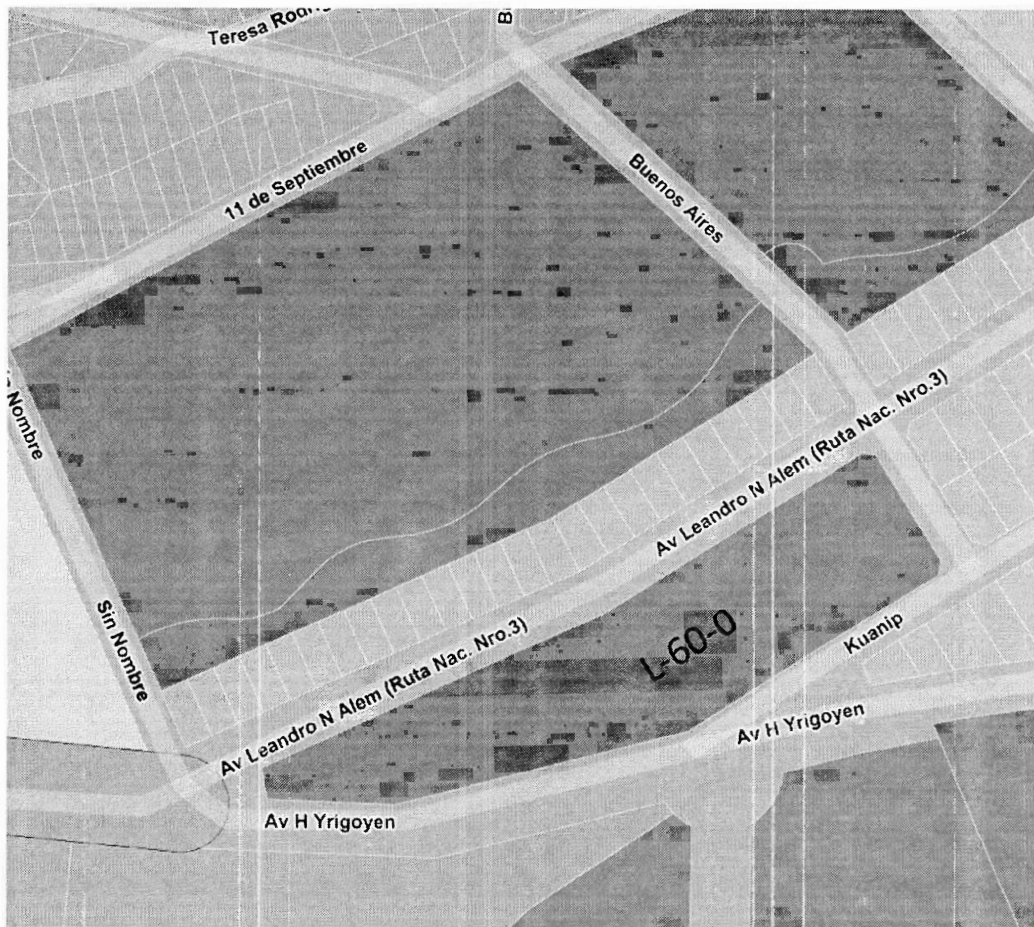 Teresa
B
11 de Septiembre
Buenos Aires
Nombre
Av Leandro N Alem (Ruta Nac. Nro.3)
Sin Nombre
L-60-0
Kuanip
Av Leandro N Alem (Ruta Nac. Nro.3)
Av H Yrigoyen
Av H Yrigoyen